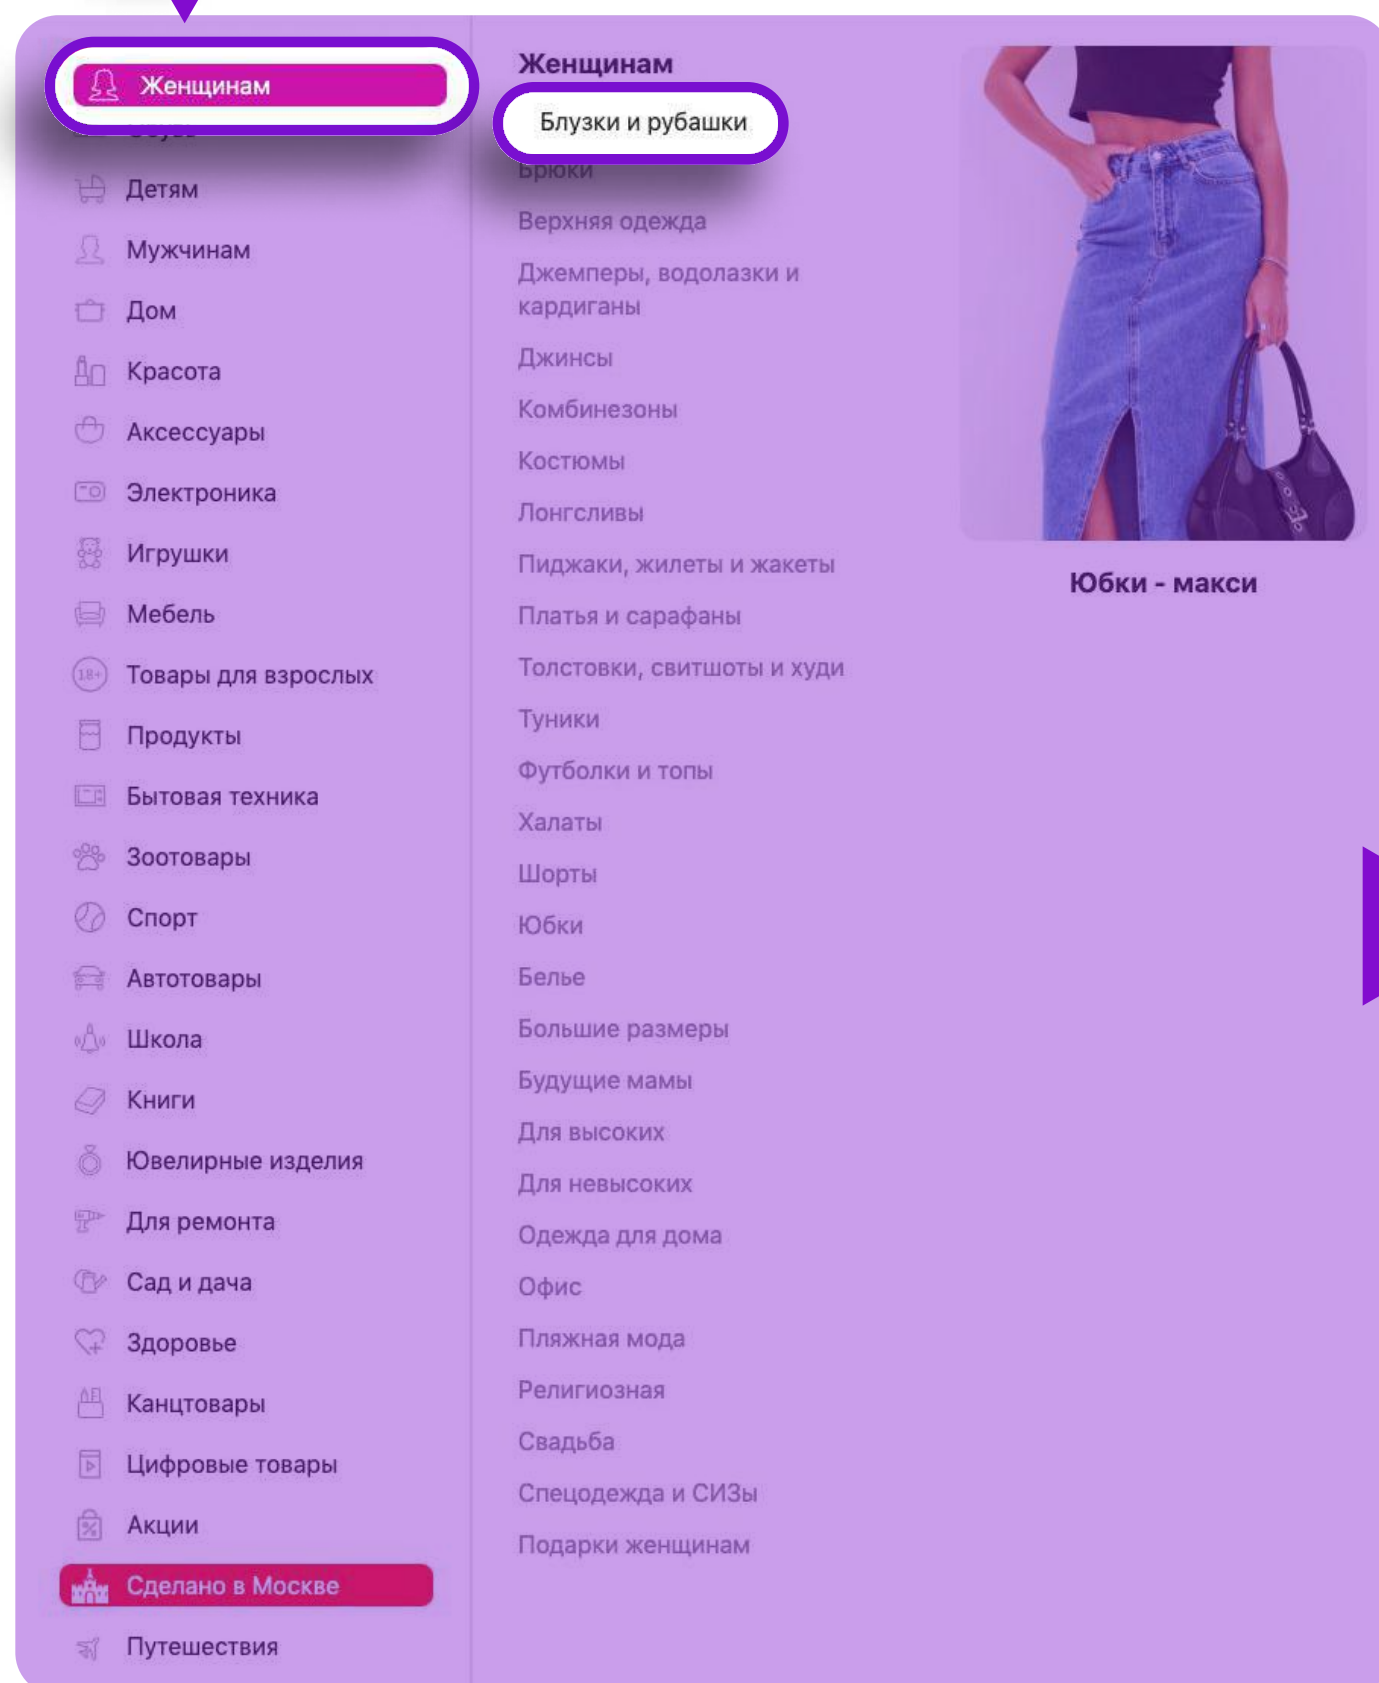 Женщинам
Обувь
Детям
Мужчинам
Дом
Красота
Аксессуары
Электроника
Игрушки
Мебель
18+ Товары для взрослых
Продукты
Бытовая техника
Зоотовары
Спорт
Автотовары
Школа
Книги
Ювелирные изделия
Для ремонта
Сад и дача
Здоровье
Канцтовары
Цифровые товары
Акции
Сделано в Москве
Путешествия
Женщинам
Блузки и рубашки
Брюки
Верхняя одежда
Джемперы, водолазки и
кардиганы
Джинсы
Комбинезоны
Костюмы
Лонгсливы
Пиджаки, жилеты и жакеты
Платья и сарафаны
Толстовки, свитшоты и худи
Туники
Футболки и топы
Халаты
Шорты
Юбки
Белье
Большие размеры
Будущие мамы
Для высоких
Для невысоких
Одежда для дома
Офис
Пляжная мода
Религиозная
Свадьба
Спецодежда и СИЗы
Подарки женщинам
Юбки - макси